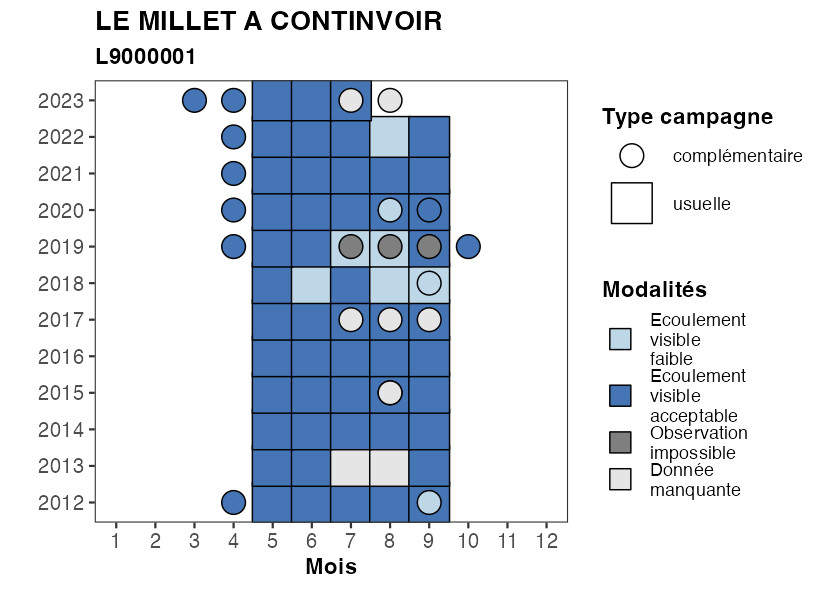 LE MILLET A CONTINVOIR
L9000001
2023
2022
2021
2020
2019
2018
2017
2016
2015
2014
2013
2012
1 2 3 4 5 6 7 8 9 10 11 12
Mois
Type campagne
complémentaire
usuelle
Modalités
Ecoulement
visible
faible
Ecoulement
visible
acceptable
Observation
impossible
Donnée
manquante